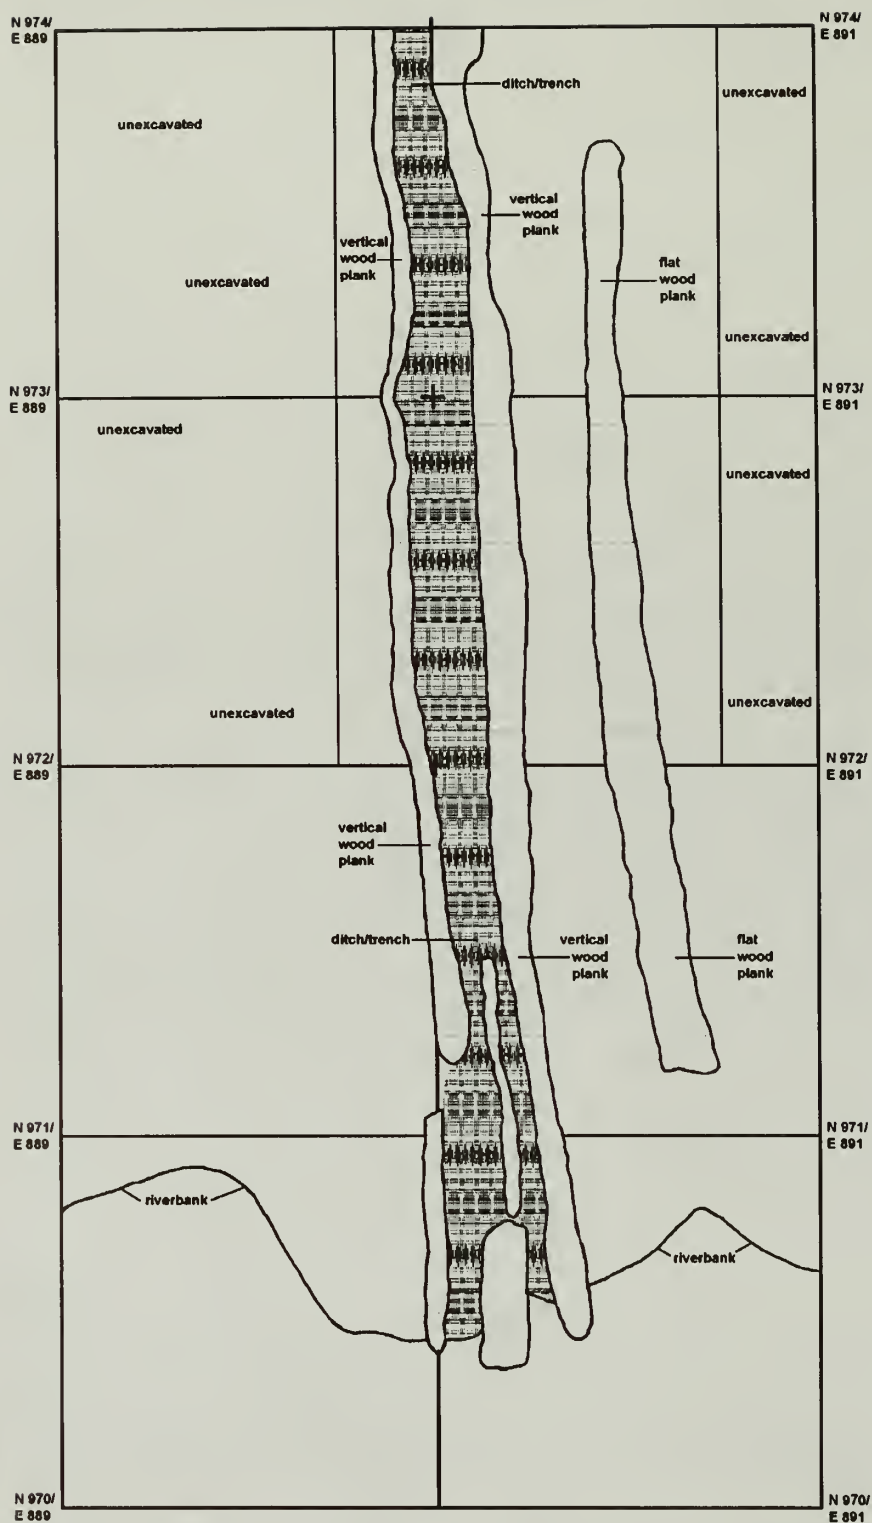 N 974/
E 889
N 974/
E 891
ditch/trench
unexcavated
unexcavated
vertical
wood
plank
vertical
wood
plank
flat
wood
plank
unexcavated
unexcavated
N 973/
E 889
N 973/
E 891
unexcavated
unexcavated
unexcavated
unexcavated
N 972/
E 889
N 972/
E 891
vertical
wood
plank
ditch/trench
vertical
wood
plank
flat
wood
plank
N 971/
E 889
N 971/
E 891
riverbank
riverbank
N 970/
E 889
N 970/
E 891